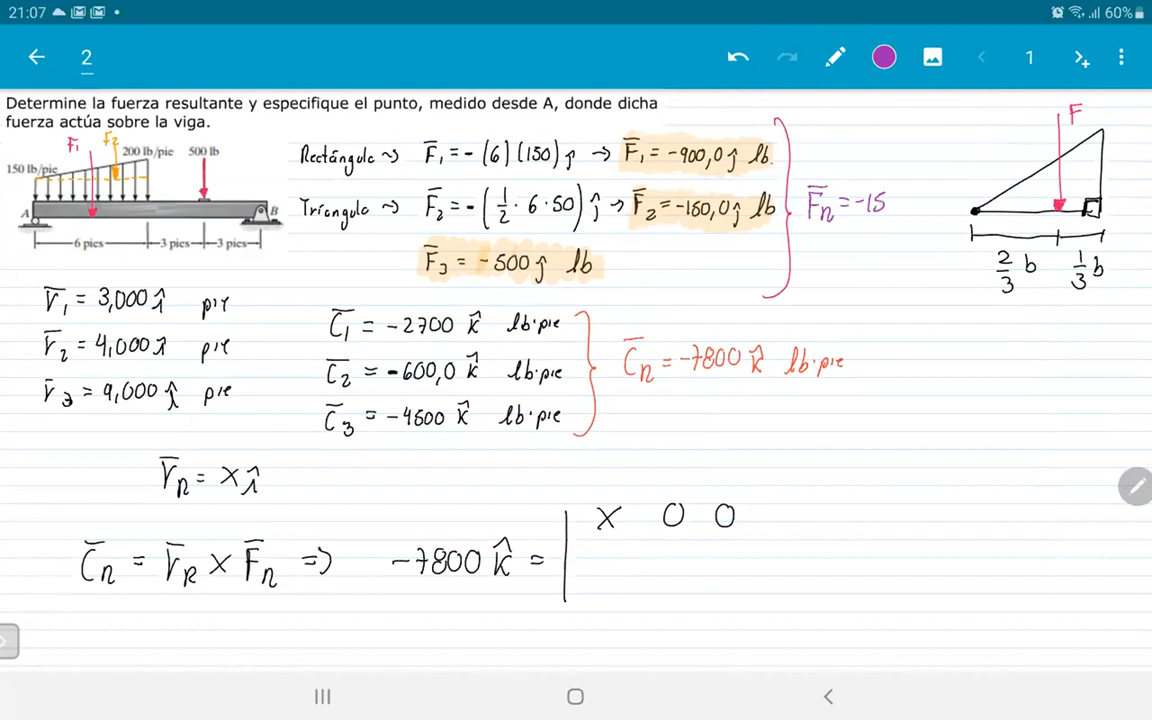 21:07
60%
2
1
Determine la fuerza resultante y especifique el punto, medido desde A, donde dicha
fuerza actúa sobre la viga.
F₁ F₂
150 lb/pie
200 lb/pie
500 lb
A
B
6 pies
3 pies
3 pies
Rectángulo ~> F̄₁ = - (6) (150) ĵ → F̄₁ = -900,0 ĵ lb.
Triángulo ~> F̄₂ = - (1/2 · 6 · 50) ĵ → F̄₂ = -150,0 ĵ lb
F̄₃ = -500 ĵ lb
F̄R = -15
F
2/3 b
1/3 b
r̄₁ = 3,000 î pie
r̄₂ = 4,000 î pie
r̄₃ = 9,000 î pie
C̄₁ = -2700 k̂ lb·pie
C̄₂ = -600,0 k̂ lb·pie
C̄₃ = -4500 k̂ lb·pie
C̄R = -7800 k̂ lb·pie
r̄R = x î
C̄R = r̄R × F̄R => -7800 k̂ = | x 0 0